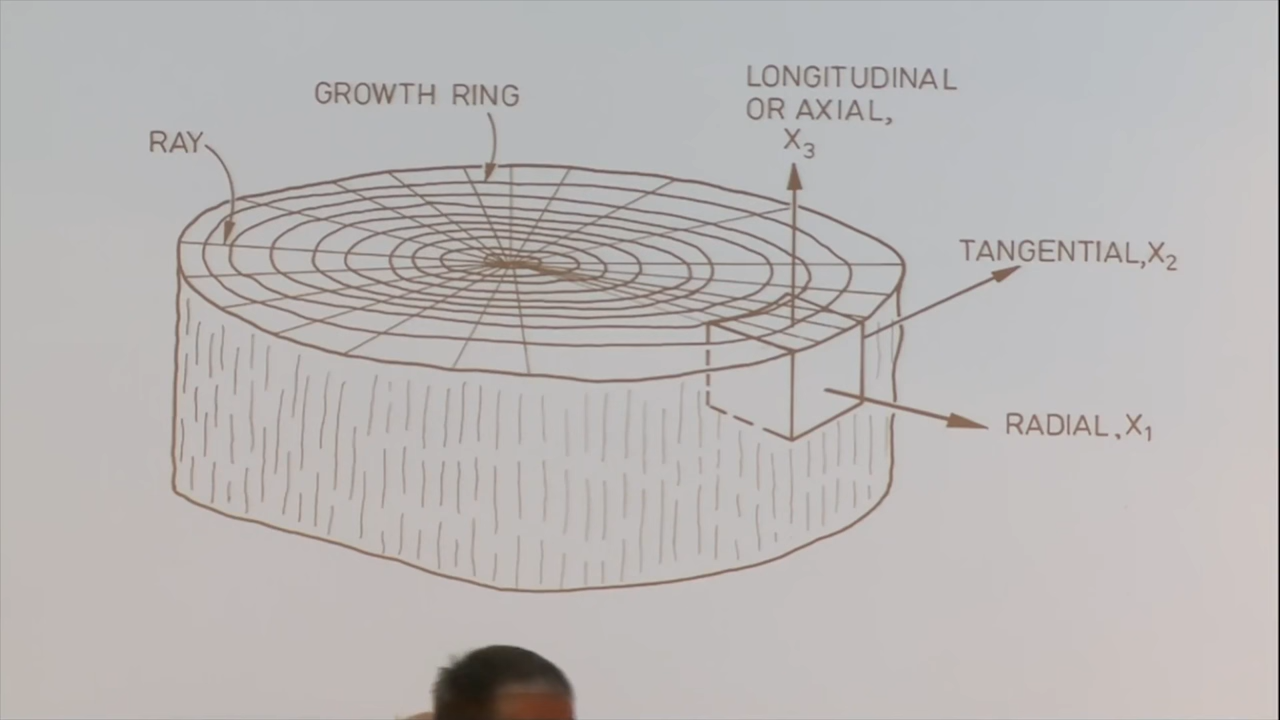 GROWTH RING
RAY
LONGITUDINAL
OR AXIAL,
X3
TANGENTIAL,X2
RADIAL,X1